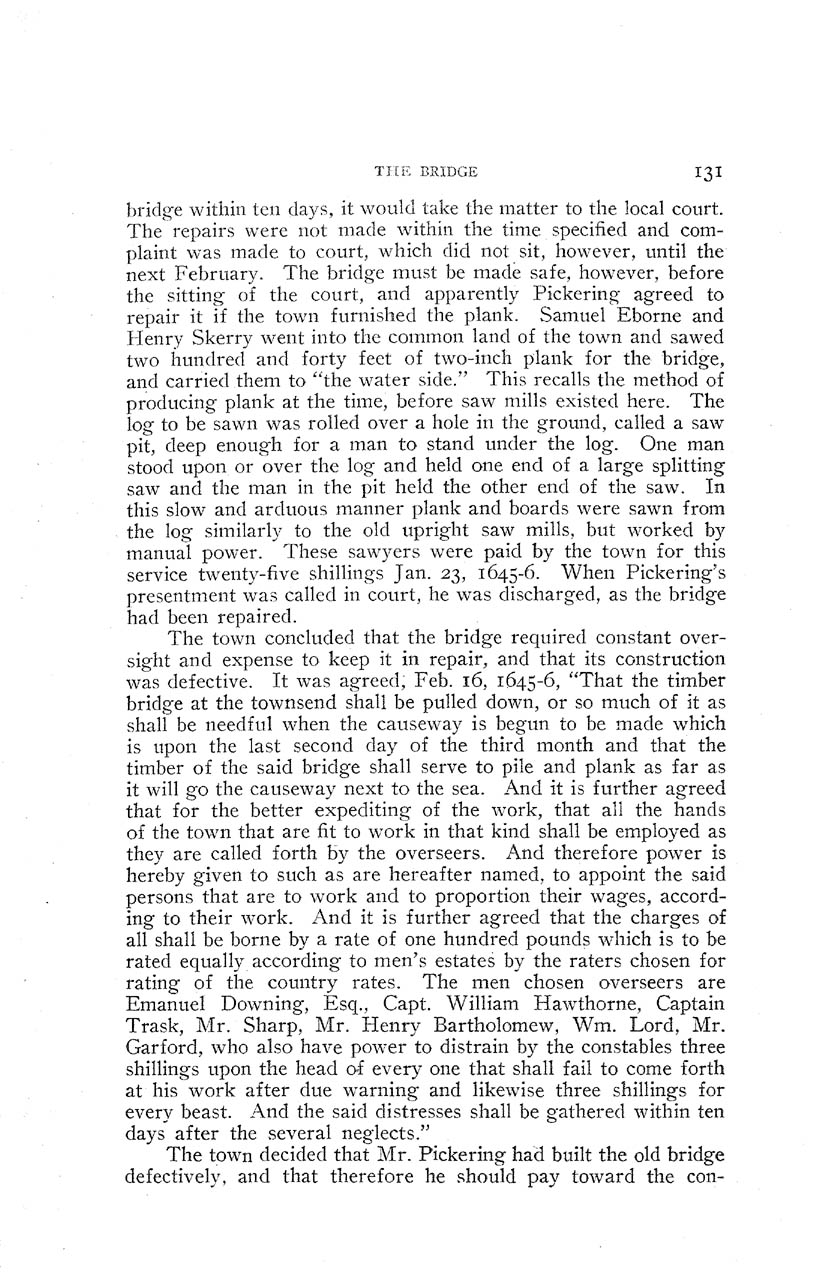 THE BRIDGE 131
bridge within ten days, it would take the matter to the local court.
The repairs were not made within the time specified and com-
plaint was made to court, which did not sit, however, until the
next February. The bridge must be made safe, however, before
the sitting of the court, and apparently Pickering agreed to
repair it if the town furnished the plank. Samuel Eborne and
Henry Skerry went into the common land of the town and sawed
two hundred and forty feet of two-inch plank for the bridge,
and carried them to “the water side.” This recalls the method of
producing plank at the time, before saw mills existed here. The
log to be sawn was rolled over a hole in the ground, called a saw
pit, deep enough for a man to stand under the log. One man
stood upon or over the log and held one end of a large splitting
saw and the man in the pit held the other end of the saw. In
this slow and arduous manner plank and boards were sawn from
the log similarly to the old upright saw mills, but worked by
manual power. These sawyers were paid by the town for this
service twenty-five shillings Jan. 23, 1645-6. When Pickering’s
presentment was called in court, he was discharged, as the bridge
had been repaired.
The town concluded that the bridge required constant over-
sight and expense to keep it in repair, and that its construction
was defective. It was agreed, Feb. 16, 1645-6, “That the timber
bridge at the townsend shall be pulled down, or so much of it as
shall be needful when the causeway is begun to be made which
is upon the last second day of the third month and that the
timber of the said bridge shall serve to pile and plank as far as
it will go the causeway next to the sea. And it is further agreed
that for the better expediting of the work, that all the hands
of the town that are fit to work in that kind shall be employed as
they are called forth by the overseers. And therefore power is
hereby given to such as are hereafter named, to appoint the said
persons that are to work and to proportion their wages, accord-
ing to their work. And it is further agreed that the charges of
all shall be borne by a rate of one hundred pounds which is to be
rated equally according to men’s estates by the raters chosen for
rating of the country rates. The men chosen overseers are
Emanuel Downing, Esq., Capt. William Hawthorne, Captain
Trask, Mr. Sharp, Mr. Henry Bartholomew, Wm. Lord, Mr.
Garford, who also have power to distrain by the constables three
shillings upon the head of every one that shall fail to come forth
at his work after due warning and likewise three shillings for
every beast. And the said distresses shall be gathered within ten
days after the several neglects.”
The town decided that Mr. Pickering had built the old bridge
defectively, and that therefore he should pay toward the con-